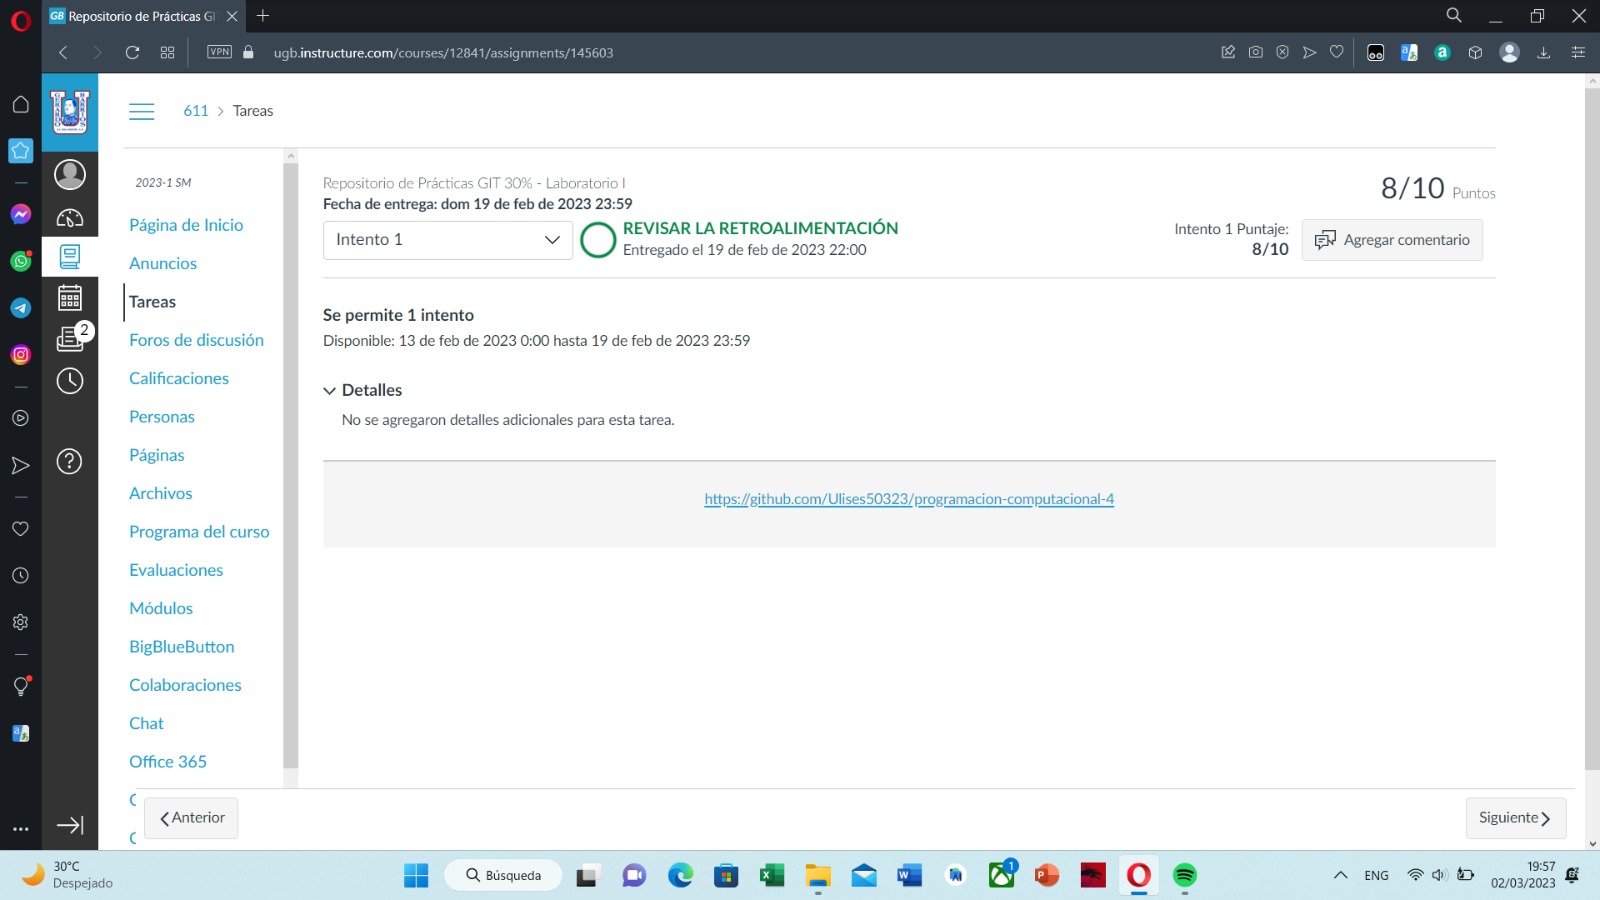 GB Repositorio de Prácticas GI
VPN
ugb.instructure.com/courses/12841/assignments/145603
611 > Tareas
2023-1 SM
Página de Inicio
Anuncios
Tareas
Foros de discusión
Calificaciones
Personas
Páginas
Archivos
Programa del curso
Evaluaciones
Módulos
BigBlueButton
Colaboraciones
Chat
Office 365
2
Repositorio de Prácticas GIT 30% - Laboratorio I
Fecha de entrega: dom 19 de feb de 2023 23:59
8/10 Puntos
Intento 1
REVISAR LA RETROALIMENTACIÓN
Entregado el 19 de feb de 2023 22:00
Intento 1 Puntaje:
8/10
Agregar comentario
Se permite 1 intento
Disponible: 13 de feb de 2023 0:00 hasta 19 de feb de 2023 23:59
Detalles
No se agregaron detalles adicionales para esta tarea.
https://github.com/Ulises50323/programacion-computacional-4
Anterior
Siguiente
30°C
Despejado
Búsqueda
1
ENG
19:57
02/03/2023